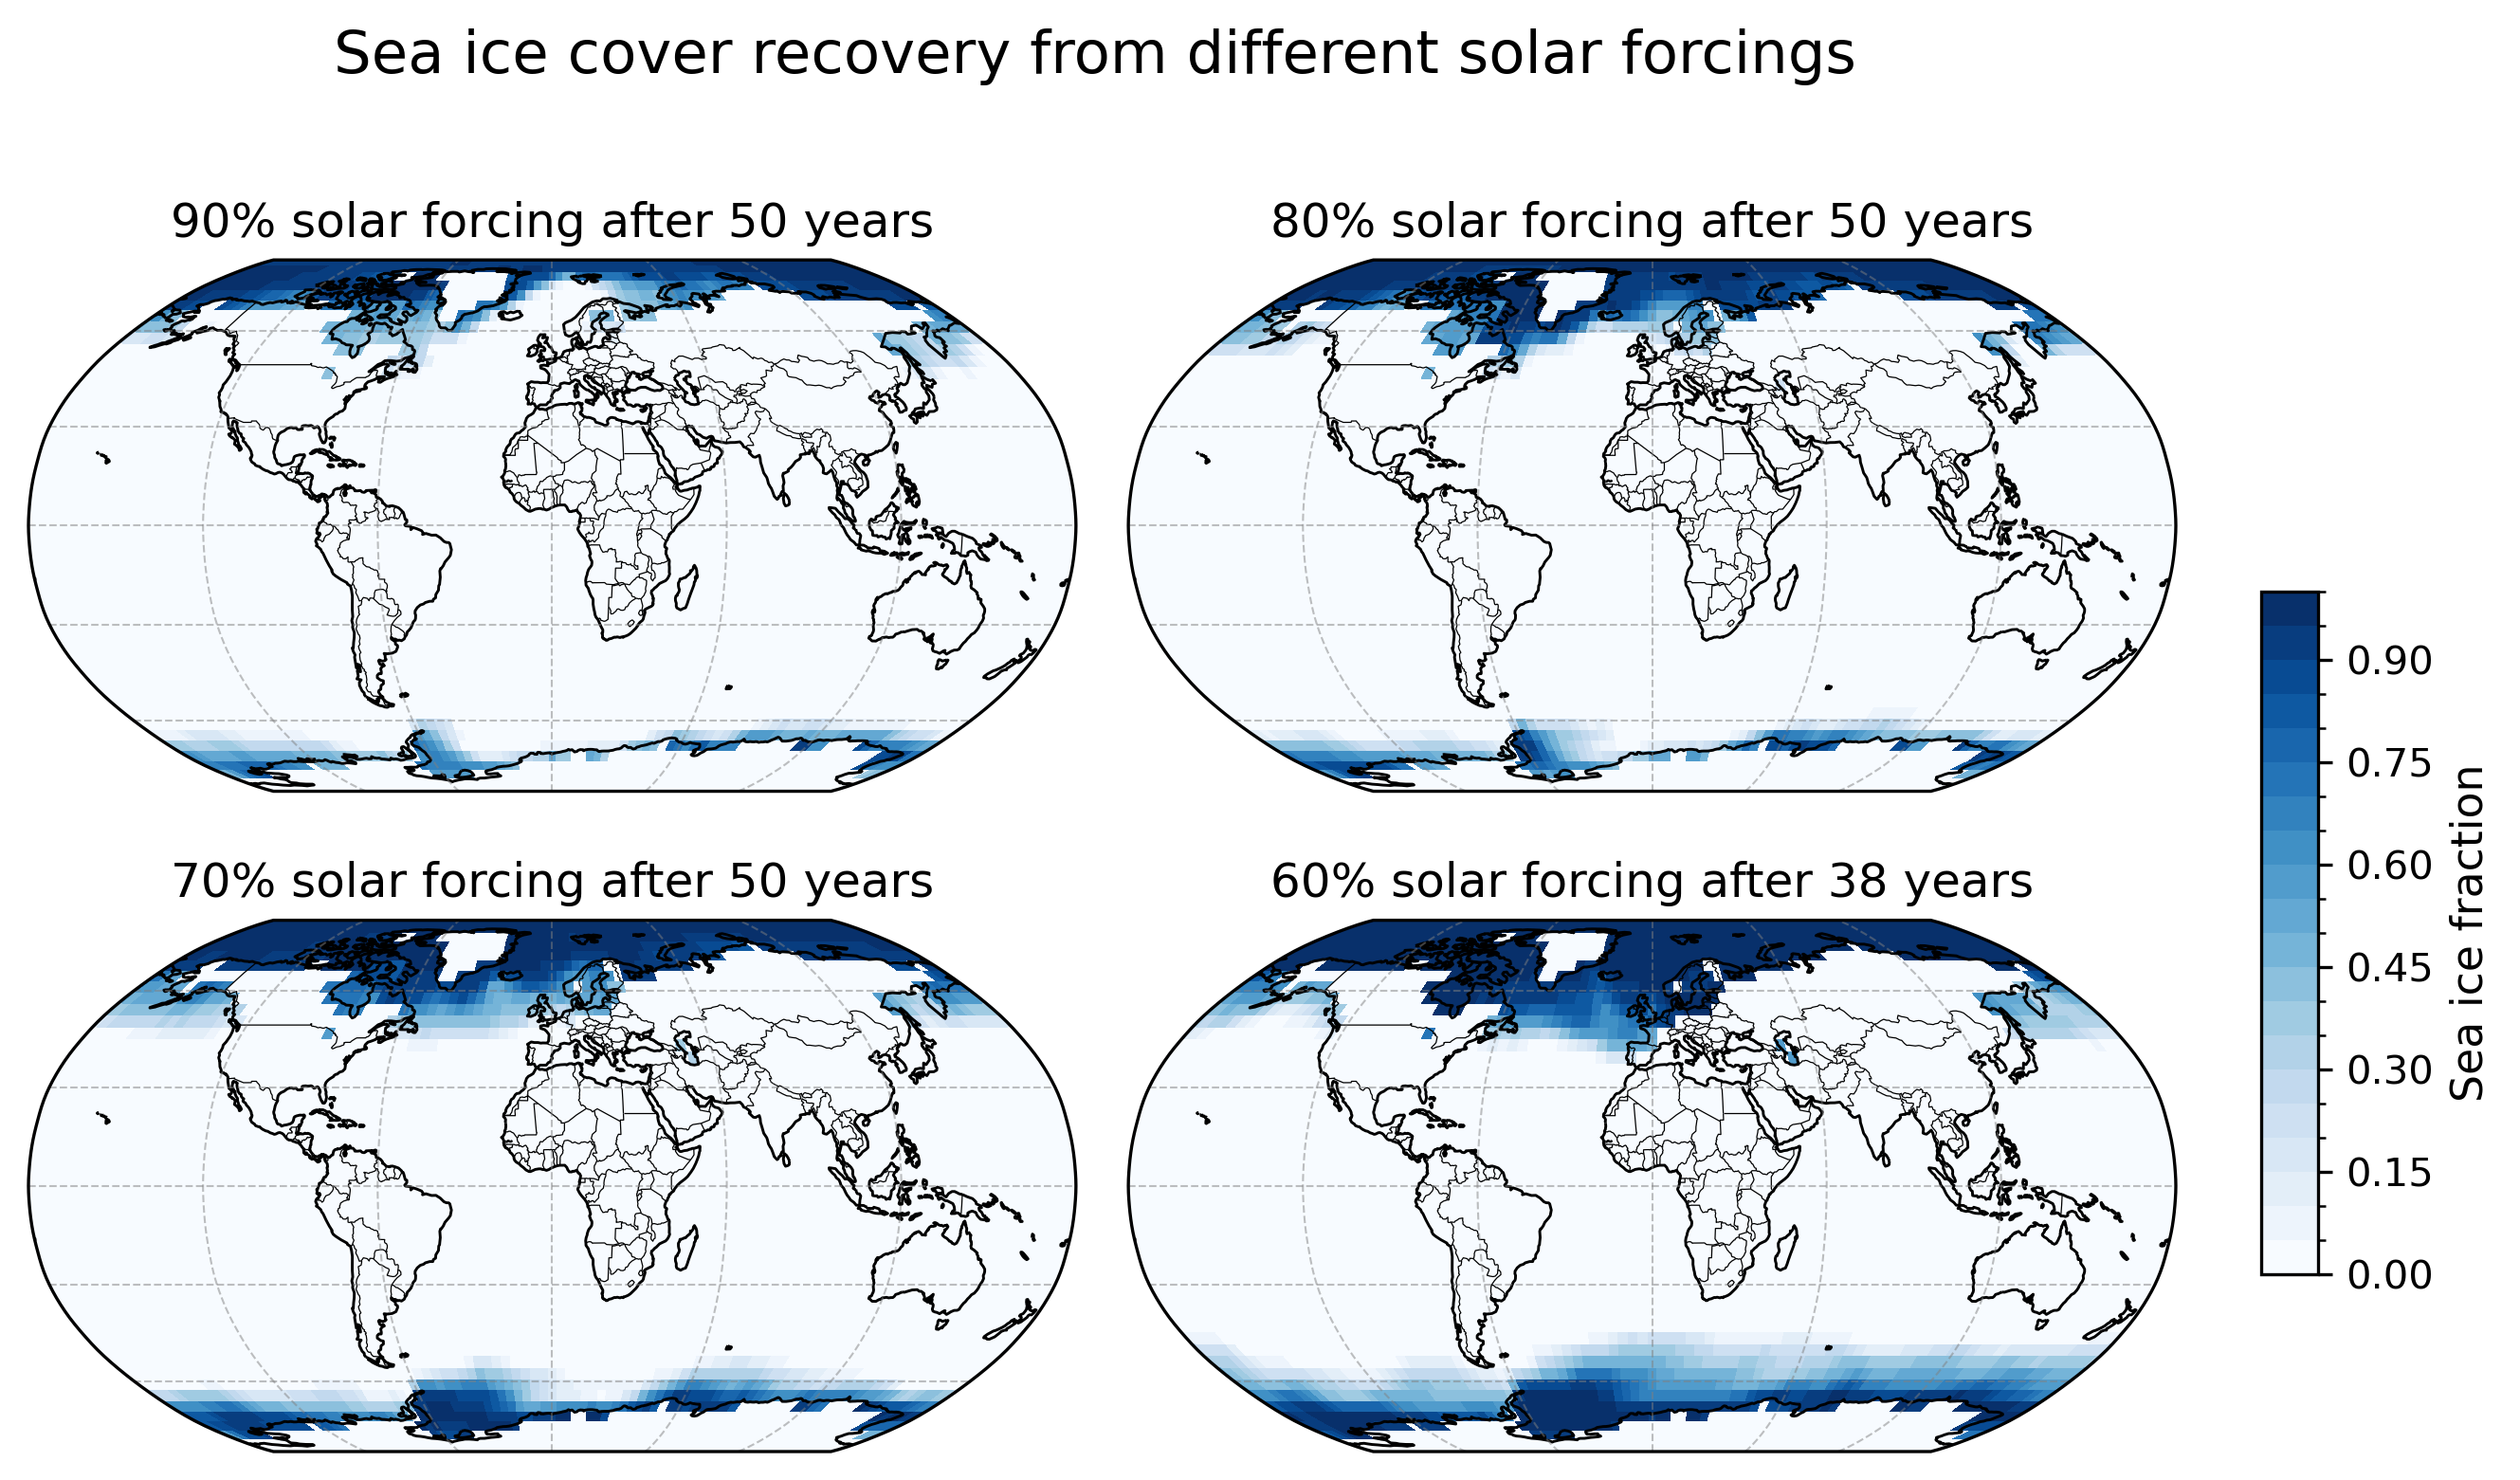 Sea ice cover recovery from different solar forcings
90% solar forcing after 50 years
80% solar forcing after 50 years
70% solar forcing after 50 years
60% solar forcing after 38 years
0.90
0.75
0.60
0.45
0.30
0.15
0.00
Sea ice fraction